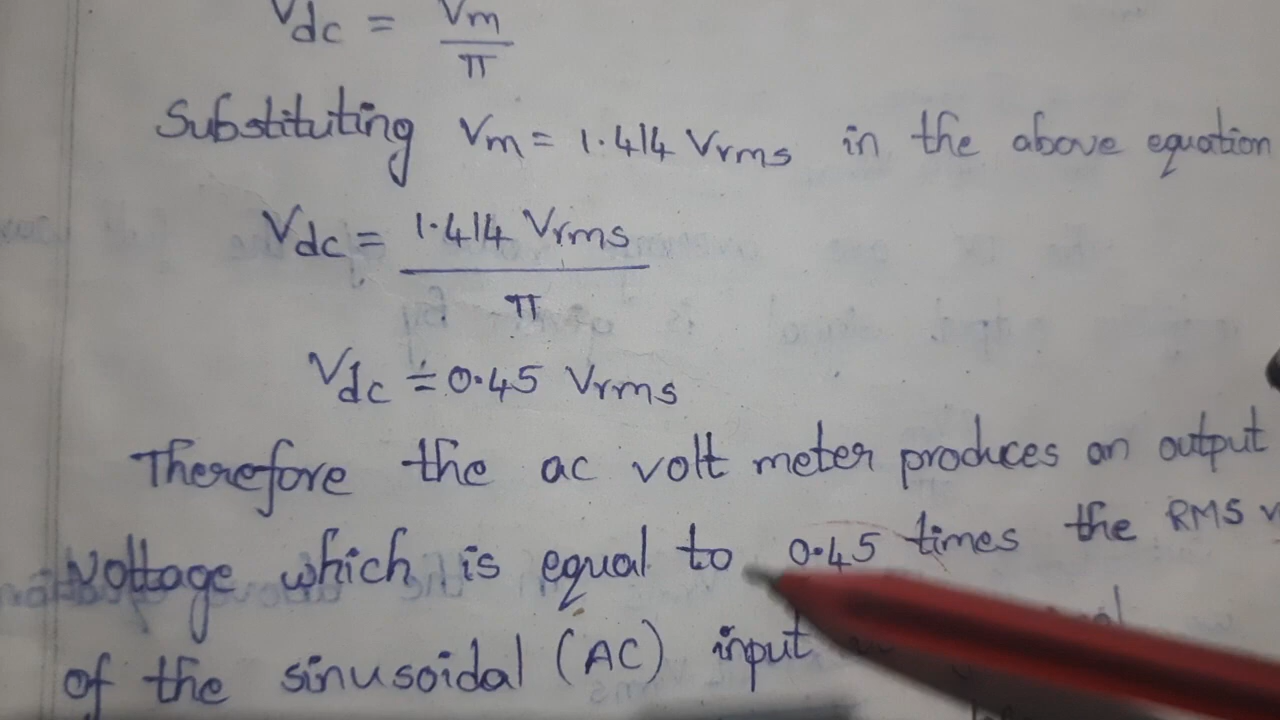 Vdc = Vm / π
Substituting Vm = 1.414 Vrms in the above equation
Vdc = 1.414 Vrms / π
Vdc = 0.45 Vrms
Therefore the ac volt meter produces an output
voltage which is equal to 0.45 times the RMS
of the sinusoidal (AC) input